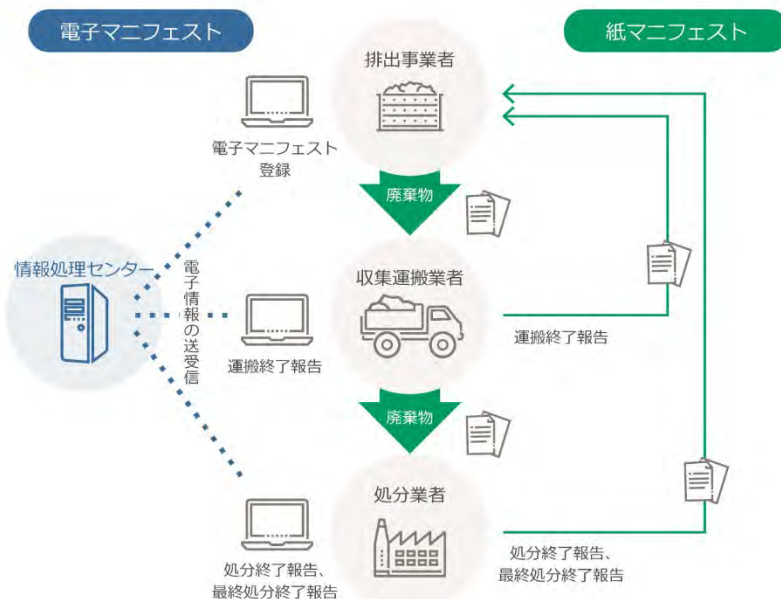 電子マニフェスト
紙マニフェスト
排出事業者
電子マニフェスト
登録
廃棄物
情報処理センター
電子情報の送受信
収集運搬業者
運搬終了報告
運搬終了報告
廃棄物
処分業者
処分終了報告、
最終処分終了報告
処分終了報告、
最終処分終了報告